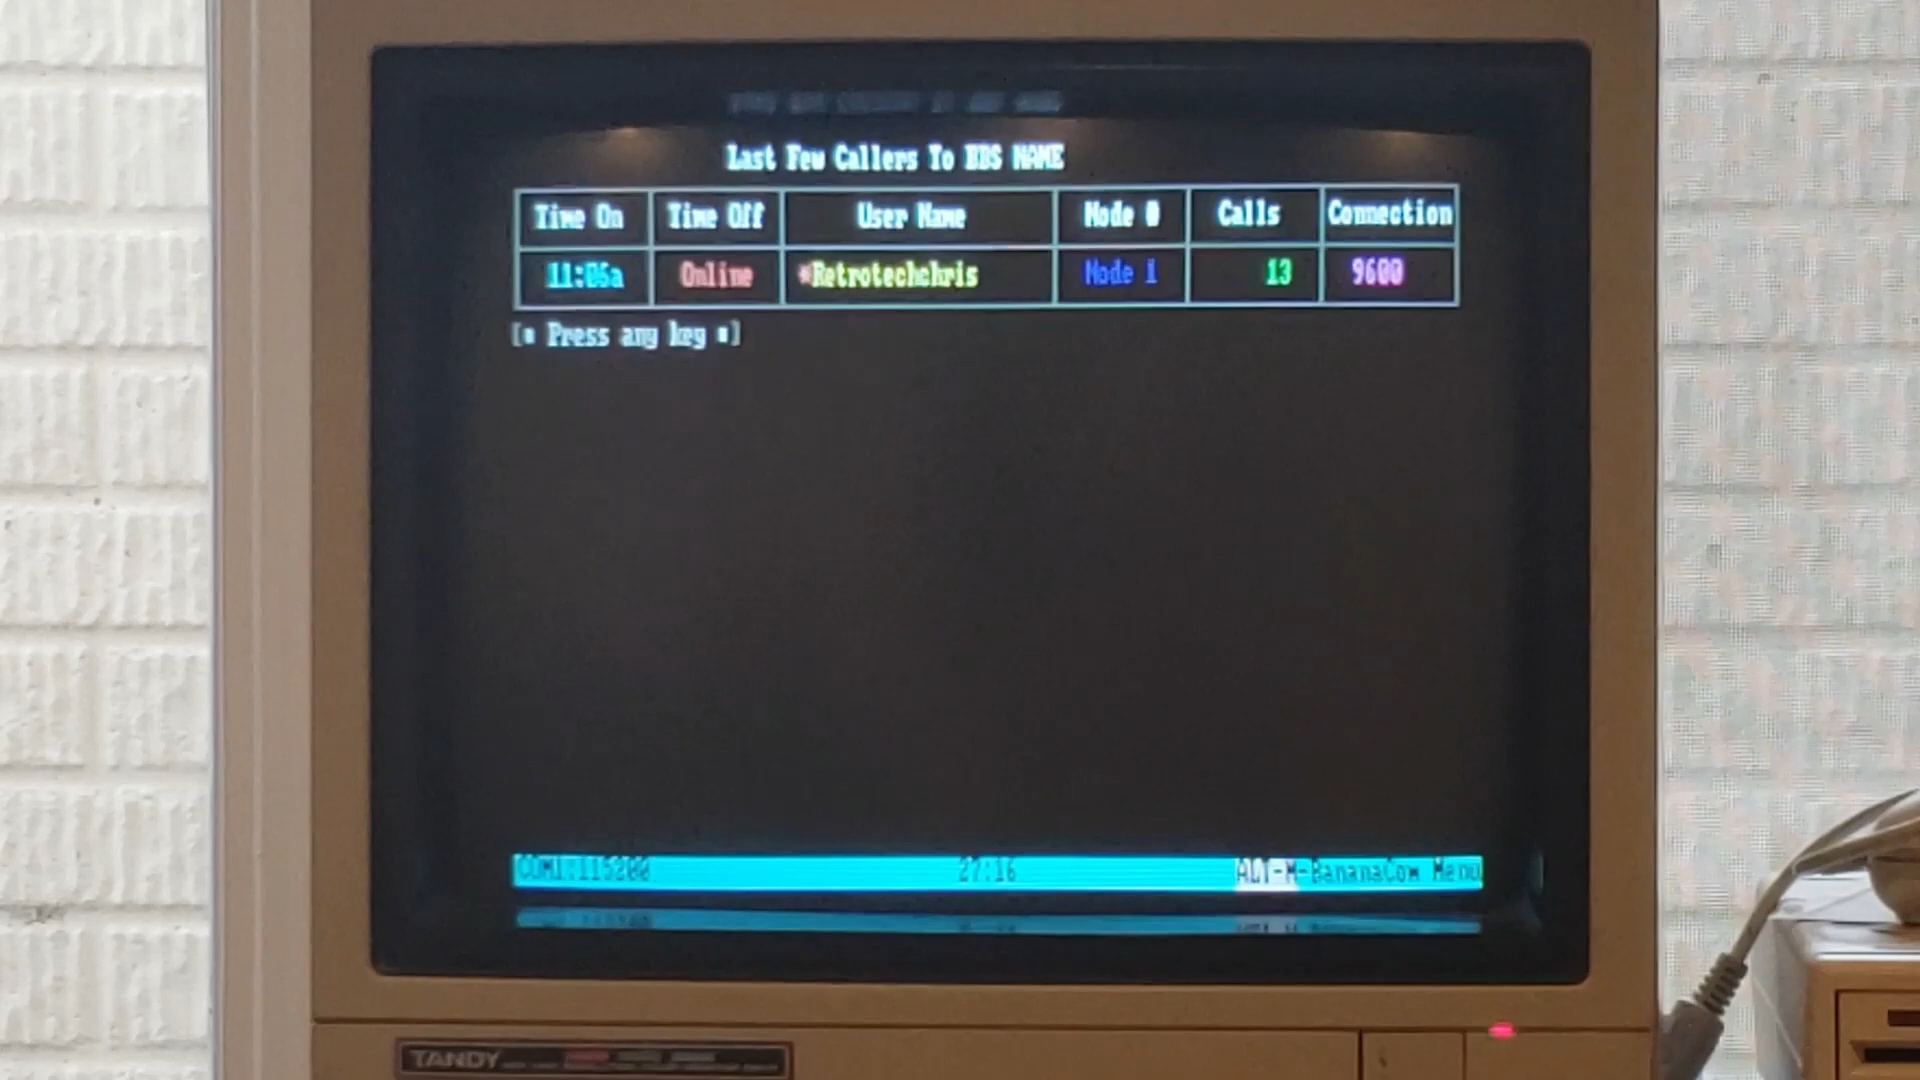 Last Few Callers To BBS NAME
Time On Time Off User Name Node # Calls Connection
11:06a Online *Retrotechchris Node 1 13 9600
[▪ Press any key ▪]
COM1:115200 27:16 ALT-M-BananaCom Menu
TANDY